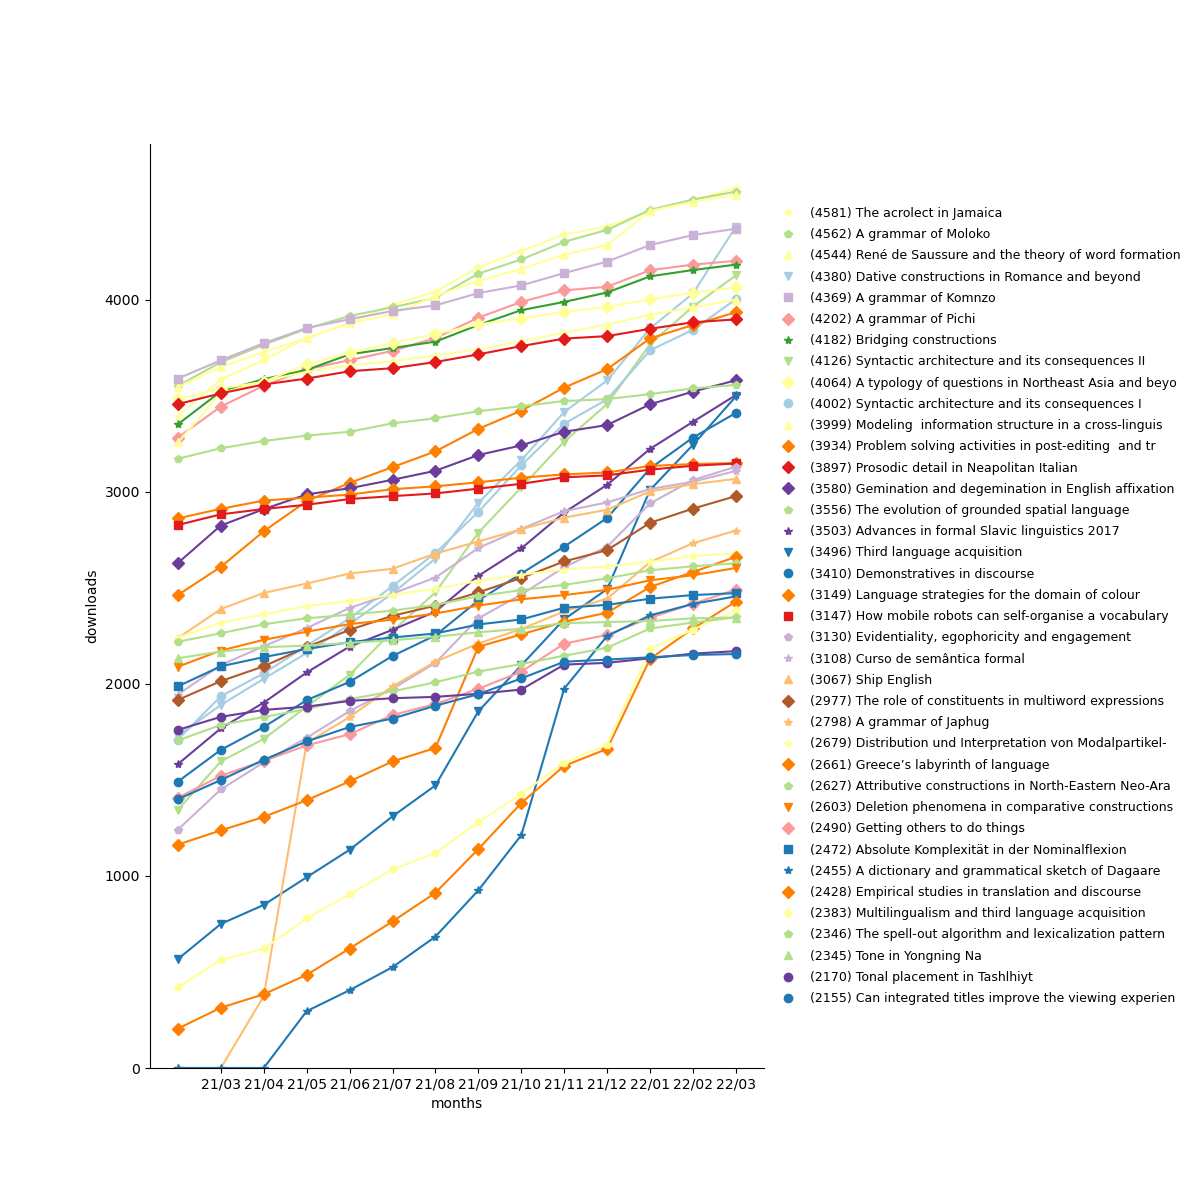 4000
3000
2000
1000
0
downloads
21/03 21/04 21/05 21/06 21/07 21/08 21/09 21/10 21/11 21/12 22/01 22/02 22/03
months
(4581) The acrolect in Jamaica
(4562) A grammar of Moloko
(4544) René de Saussure and the theory of word formation
(4380) Dative constructions in Romance and beyond
(4369) A grammar of Komnzo
(4202) A grammar of Pichi
(4182) Bridging constructions
(4126) Syntactic architecture and its consequences II
(4064) A typology of questions in Northeast Asia and beyo
(4002) Syntactic architecture and its consequences I
(3999) Modeling  information structure in a cross-linguis
(3934) Problem solving activities in post-editing  and tr
(3897) Prosodic detail in Neapolitan Italian
(3580) Gemination and degemination in English affixation
(3556) The evolution of grounded spatial language
(3503) Advances in formal Slavic linguistics 2017
(3496) Third language acquisition
(3410) Demonstratives in discourse
(3149) Language strategies for the domain of colour
(3147) How mobile robots can self-organise a vocabulary
(3130) Evidentiality, egophoricity and engagement
(3108) Curso de semântica formal
(3067) Ship English
(2977) The role of constituents in multiword expressions
(2798) A grammar of Japhug
(2679) Distribution und Interpretation von Modalpartikel-
(2661) Greece’s labyrinth of language
(2627) Attributive constructions in North-Eastern Neo-Ara
(2603) Deletion phenomena in comparative constructions
(2490) Getting others to do things
(2472) Absolute Komplexität in der Nominalflexion
(2455) A dictionary and grammatical sketch of Dagaare
(2428) Empirical studies in translation and discourse
(2383) Multilingualism and third language acquisition
(2346) The spell-out algorithm and lexicalization pattern
(2345) Tone in Yongning Na
(2170) Tonal placement in Tashlhiyt
(2155) Can integrated titles improve the viewing experien